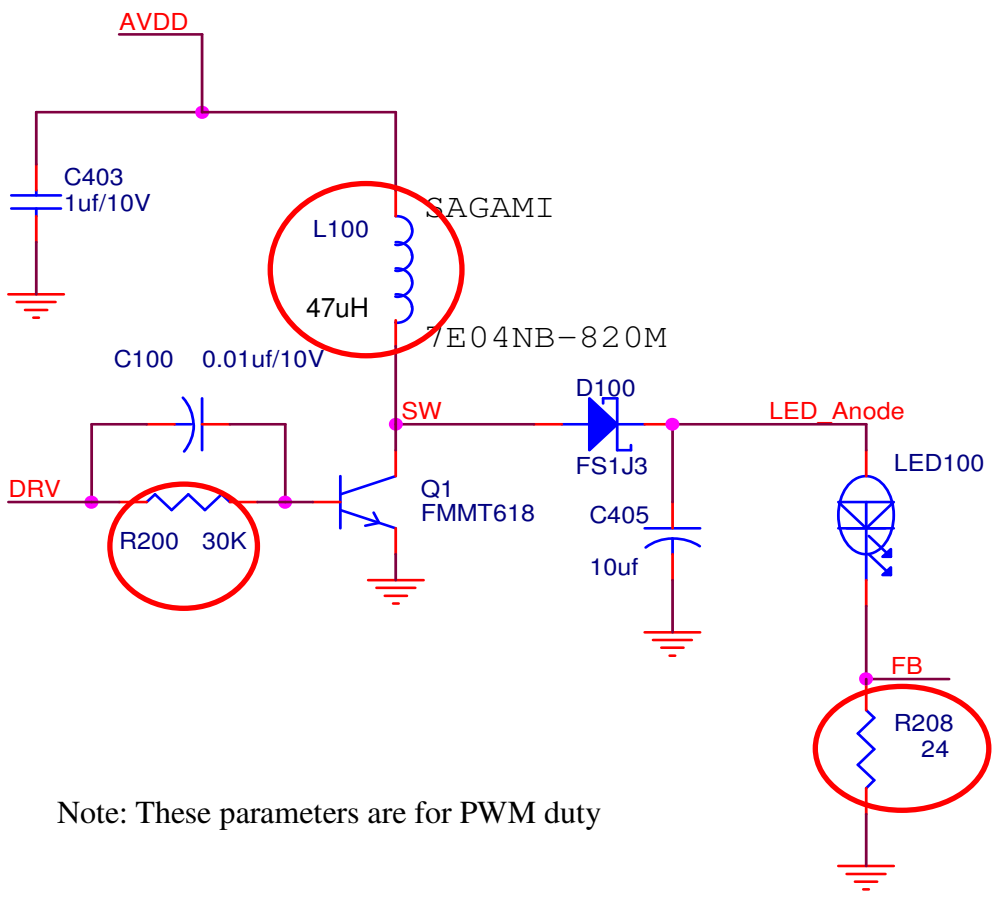 AVDD
C403
1uf/10V
SAGAMI
L100
47uH
7E04NB-820M
C100 0.01uf/10V
D100
SW
LED_Anode
FS1J3
LED100
DRV
Q1
FMMT618
C405
R200 30K
10uf
FB
R208
24
Note: These parameters are for PWM duty